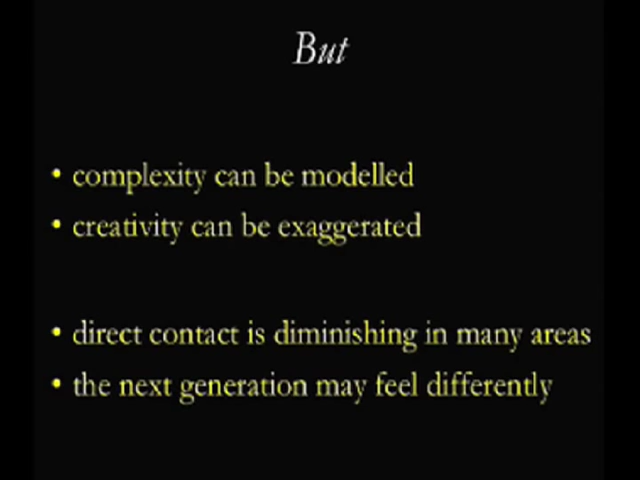 But
• complexity can be modelled
• creativity can be exaggerated
• direct contact is diminishing in many areas
• the next generation may feel differently